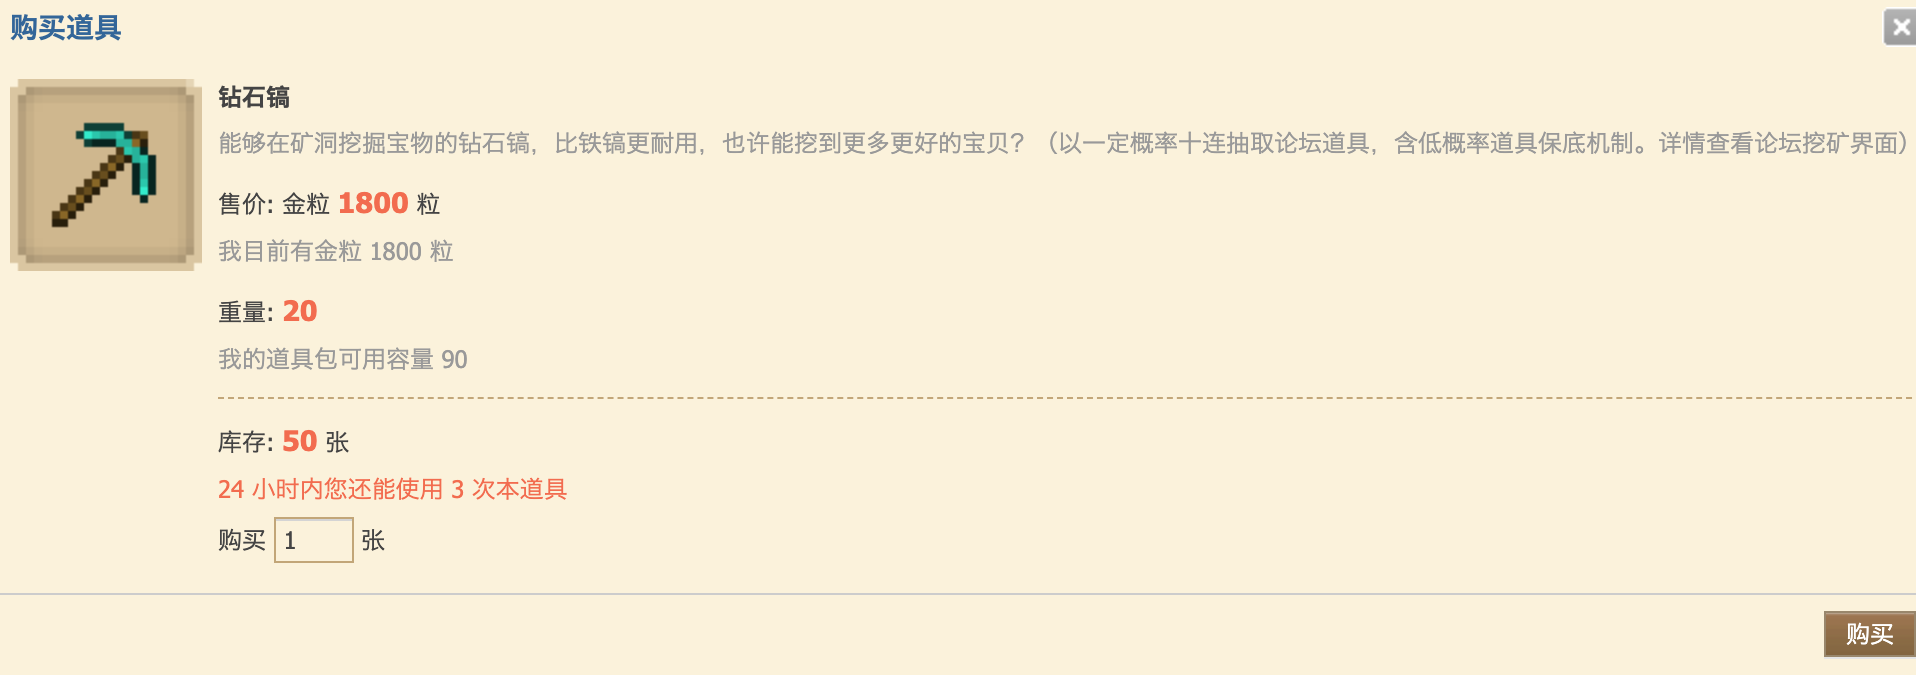 购买道具
钻石镐
能够在矿洞挖掘宝物的钻石镐，比铁镐更耐用，也许能挖到更多更好的宝贝？（以一定概率十连抽取论坛道具，含低概率道具保底机制。详情查看论坛挖矿界面）
售价: 金粒 1800 粒
我目前有金粒 1800 粒
重量: 20
我的道具包可用容量 90
库存: 50 张
24 小时内您还能使用 3 次本道具
购买 1 张
购买